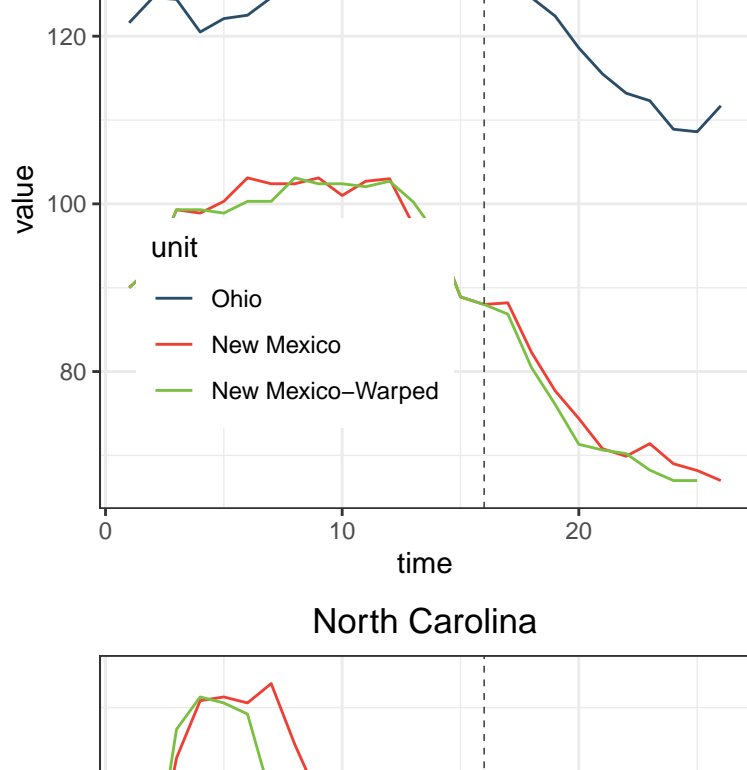 120
100
80
value
unit
Ohio
New Mexico
New Mexico−Warped
0 10 20
time
North Carolina